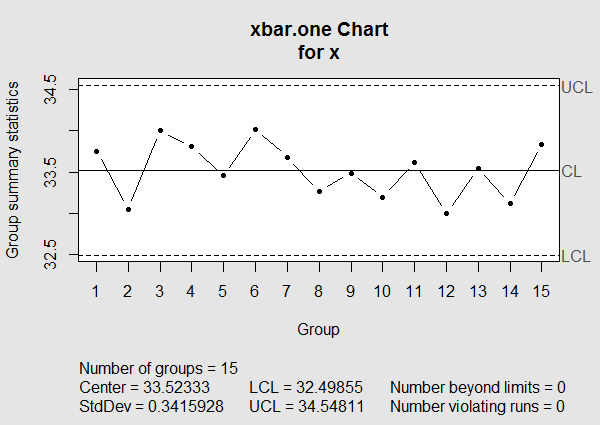 xbar.one Chart
for x
Group summary statistics
34.5
33.5
32.5
UCL
CL
LCL
1 2 3 4 5 6 7 8 9 10 11 12 13 14 15
Group
Number of groups = 15
Center = 33.52333 LCL = 32.49855 Number beyond limits = 0
StdDev = 0.3415928 UCL = 34.54811 Number violating runs = 0